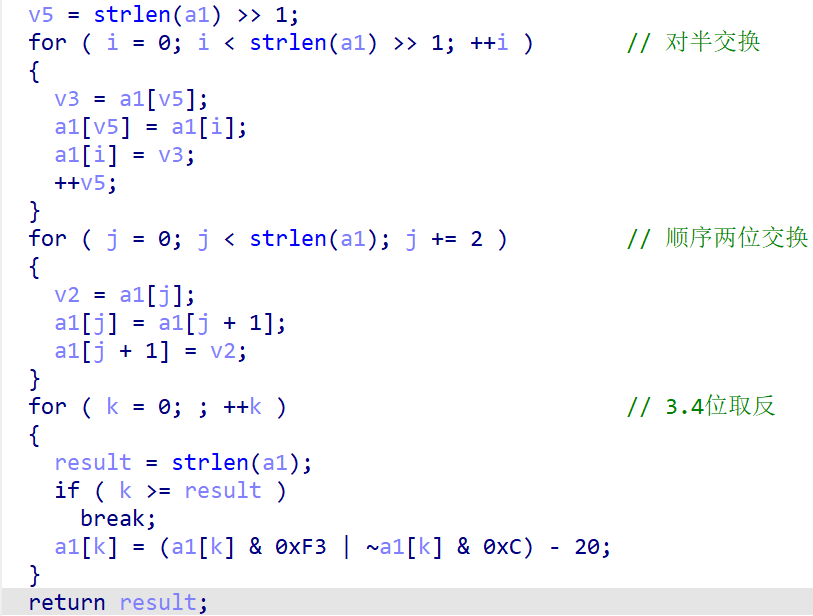 v5 = strlen(a1) >> 1;
for ( i = 0; i < strlen(a1) >> 1; ++i ) // 对半交换
{
v3 = a1[v5];
a1[v5] = a1[i];
a1[i] = v3;
++v5;
}
for ( j = 0; j < strlen(a1); j += 2 ) // 顺序两位交换
{
v2 = a1[j];
a1[j] = a1[j + 1];
a1[j + 1] = v2;
}
for ( k = 0; ; ++k ) // 3.4位取反
{
result = strlen(a1);
if ( k >= result )
break;
a1[k] = (a1[k] & 0xF3 | ~a1[k] & 0xC) - 20;
}
return result;